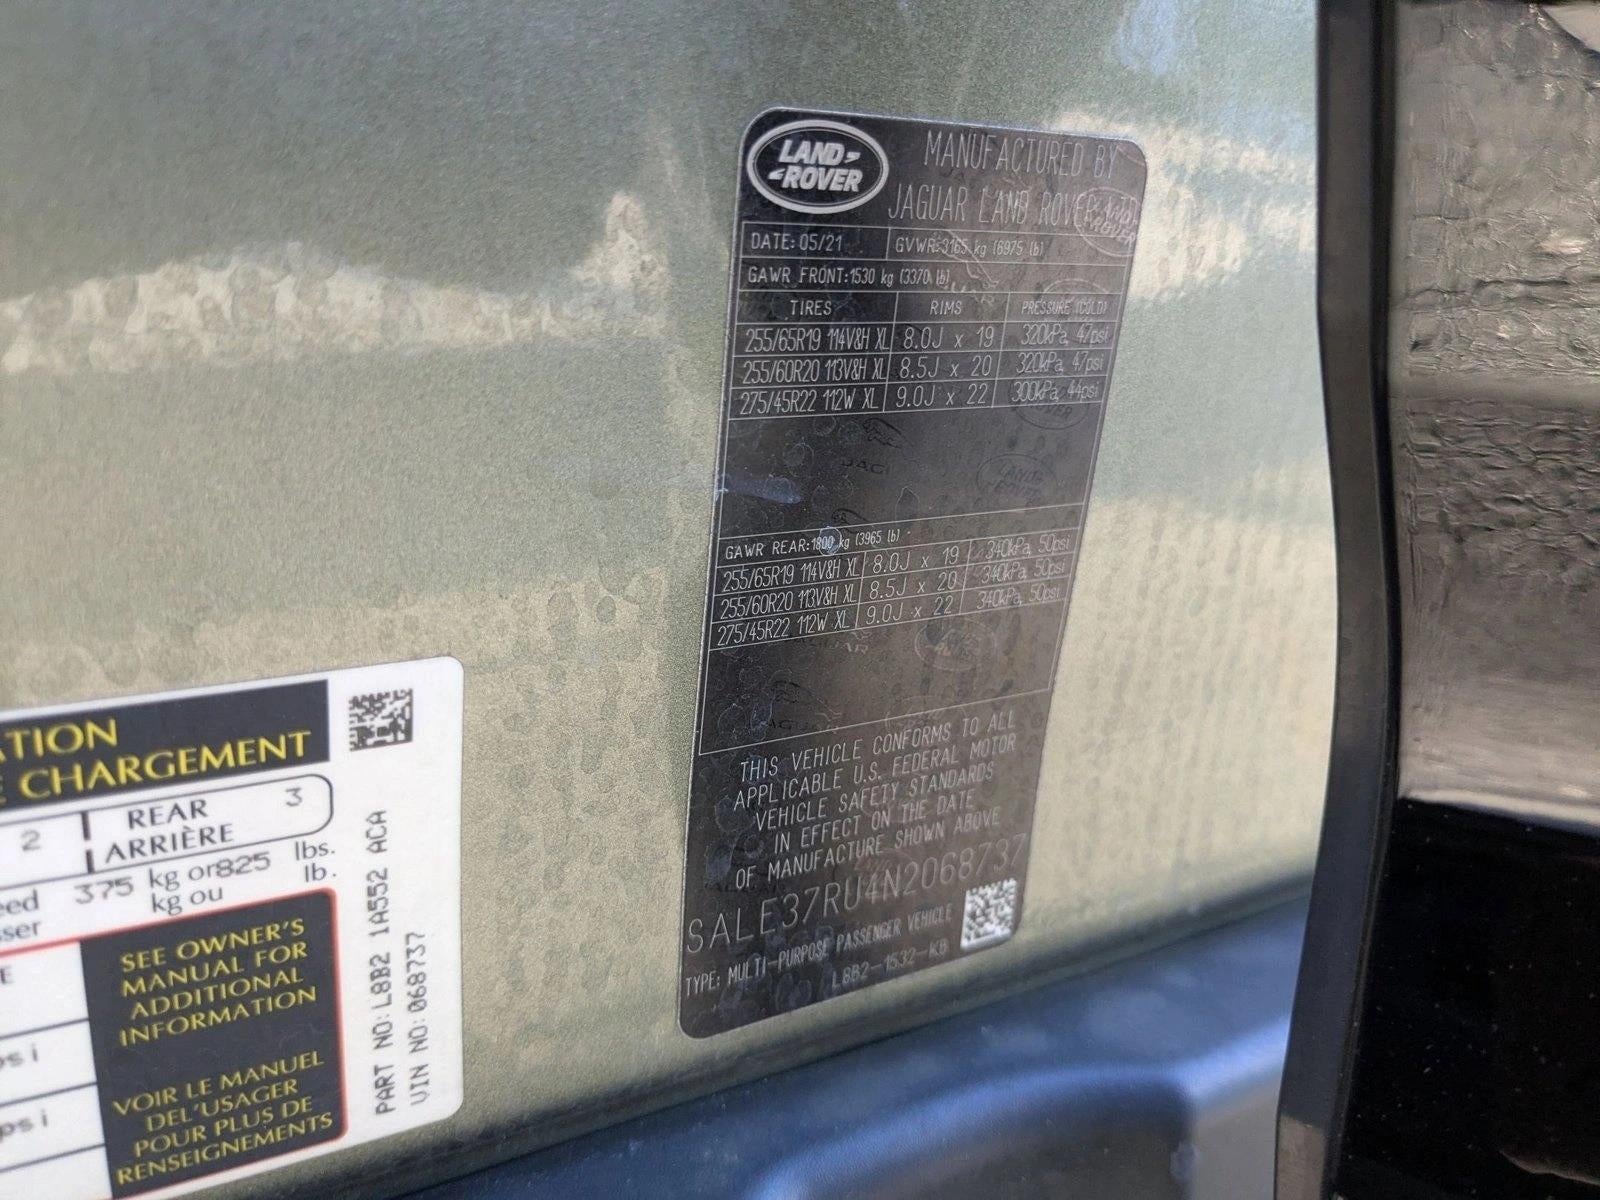 LAND
ROVER
MANUFACTURED BY
JAGUAR LAND ROVER
DATE: 05/21 GVWR:3165 kg (6975 lb)
GAWR FRONT:1530 kg (3370 lb)
TIRES RIMS PRESSURE (COLD)
255/65R19 114V&H XL 8.0J x 19 320kPa, 47psi
255/60R20 113V&H XL 8.5J x 20 320kPa, 47psi
275/45R22 112W XL 9.0J x 22 300kPa, 44psi
GAWR REAR:1800 kg (3965 lb)
255/65R19 114V&H XL 8.0J x 19 340kPa, 50psi
255/60R20 113V&H XL 8.5J x 20 340kPa, 50psi
275/45R22 112W XL 9.0J x 22 340kPa, 50psi
THIS VEHICLE CONFORMS TO ALL
APPLICABLE U.S. FEDERAL MOTOR
VEHICLE SAFETY STANDARDS
IN EFFECT ON THE DATE
OF MANUFACTURE SHOWN ABOVE
SALE37RU4N2068737
TYPE: MULTI-PURPOSE PASSENGER VEHICLE
L8B2-1532-KB
ATION
E CHARGEMENT
2 REAR 3
ARRIÈRE
eed 375 kg or 825 lbs.
sser kg ou lb.
E
SEE OWNER'S
MANUAL FOR
ADDITIONAL
INFORMATION
psi
VOIR LE MANUEL
DEL'USAGER
POUR PLUS DE
RENSEIGNEMENTS
psi
PART NO: L8B2 1A552 ACA
VIN NO: 068737